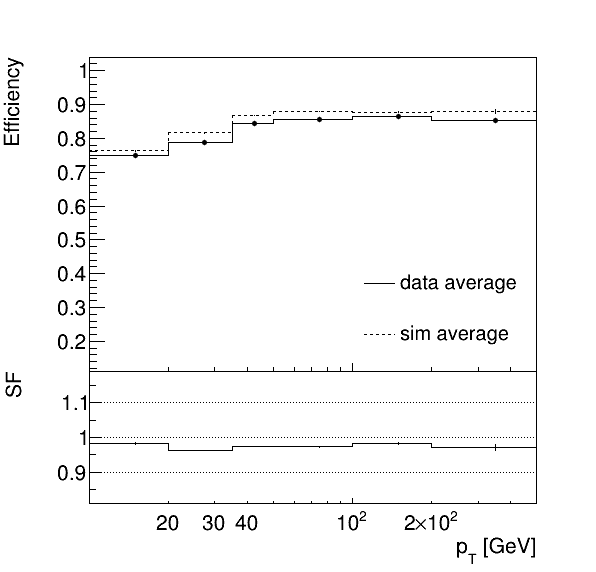 Efficiency
1
0.9
0.8
0.7
0.6
0.5
0.4
0.3
0.2
data average
sim average
SF
1.1
1
0.9
20 30 40 10² 2×10²
p_T [GeV]